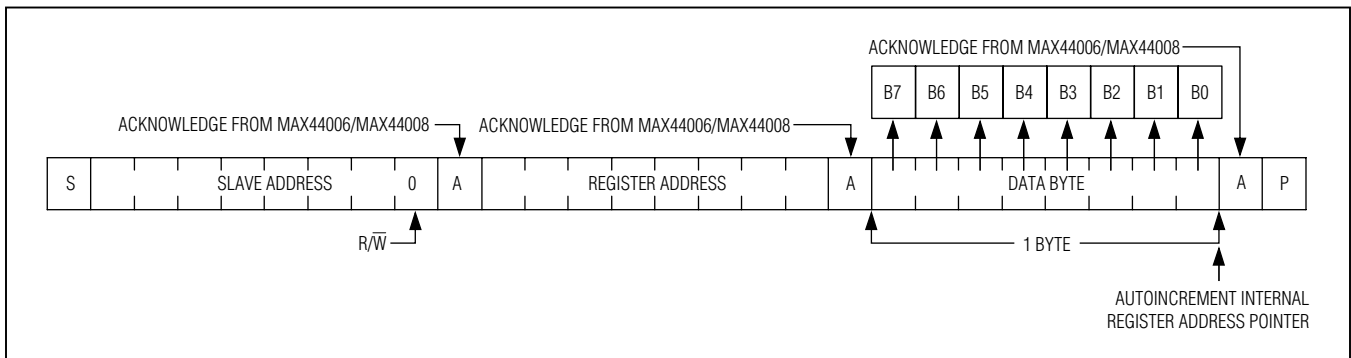 ACKNOWLEDGE FROM MAX44006/MAX44008
B7 B6 B5 B4 B3 B2 B1 B0
ACKNOWLEDGE FROM MAX44006/MAX44008 ACKNOWLEDGE FROM MAX44006/MAX44008
S SLAVE ADDRESS 0 A REGISTER ADDRESS A DATA BYTE A P
R/W̅ 1 BYTE
AUTOINCREMENT INTERNAL
REGISTER ADDRESS POINTER